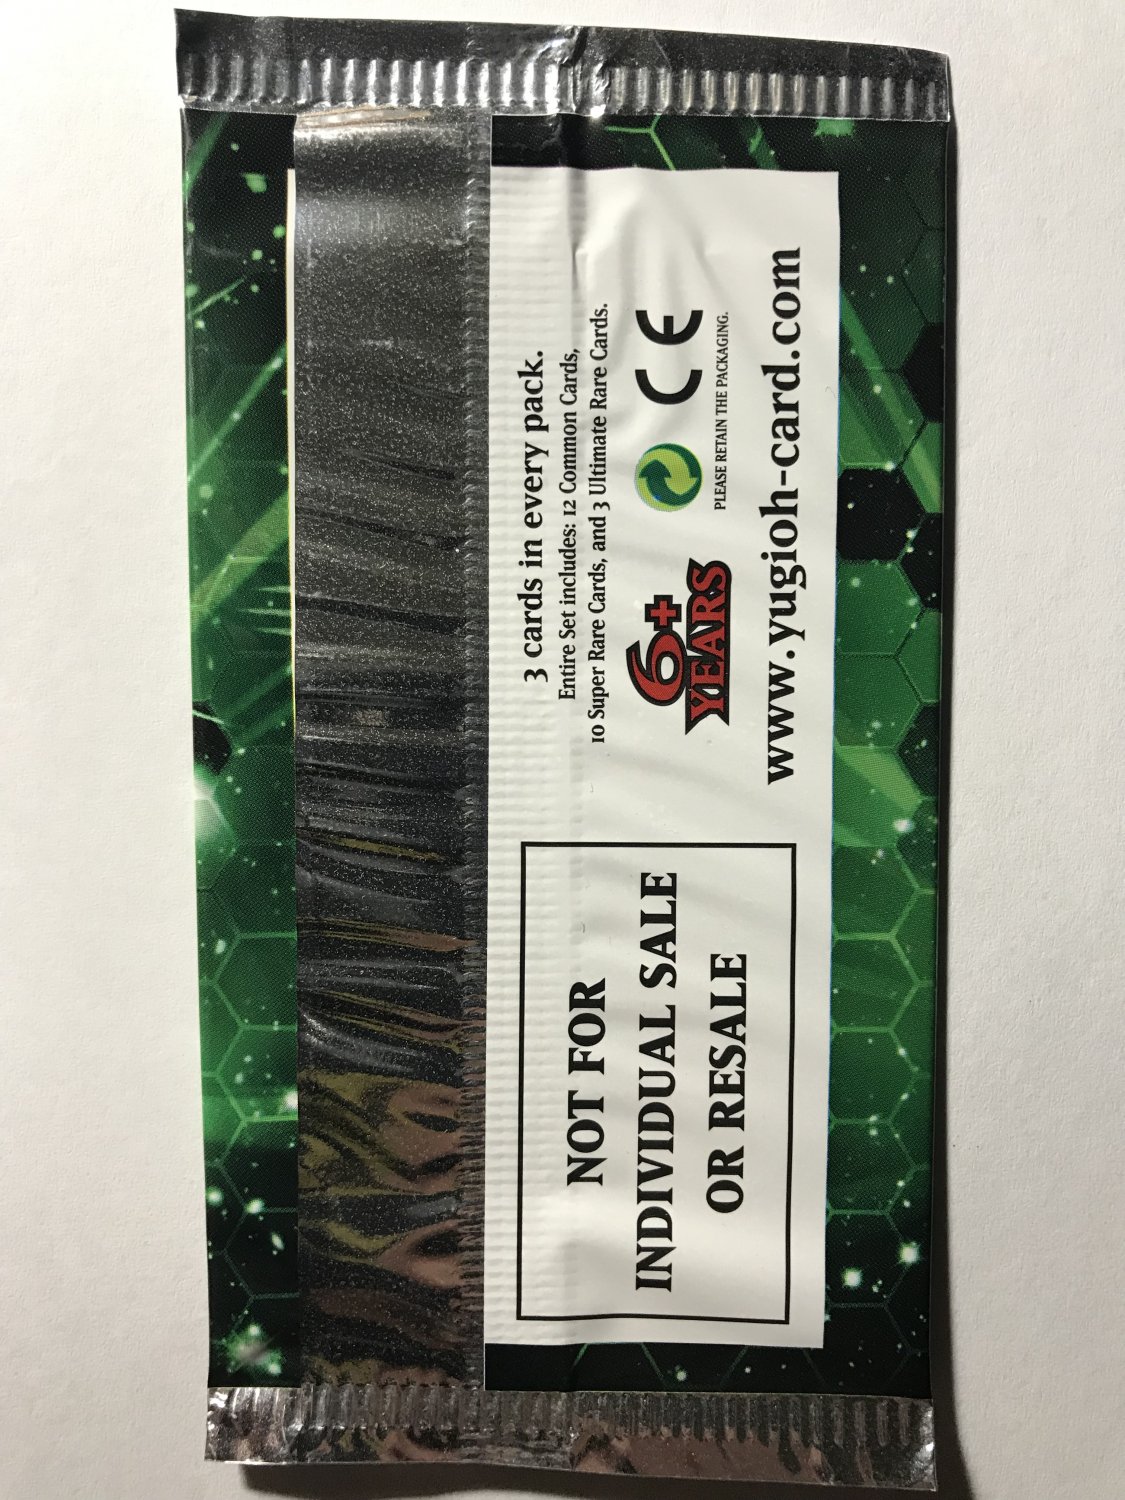 3 cards in every pack.
Entire Set includes: 12 Common Cards,
10 Super Rare Cards, and 3 Ultimate Rare Cards.
6+
YEARS
CE
PLEASE RETAIN THE PACKAGING.
www.yugioh-card.com
NOT FOR
INDIVIDUAL SALE
OR RESALE